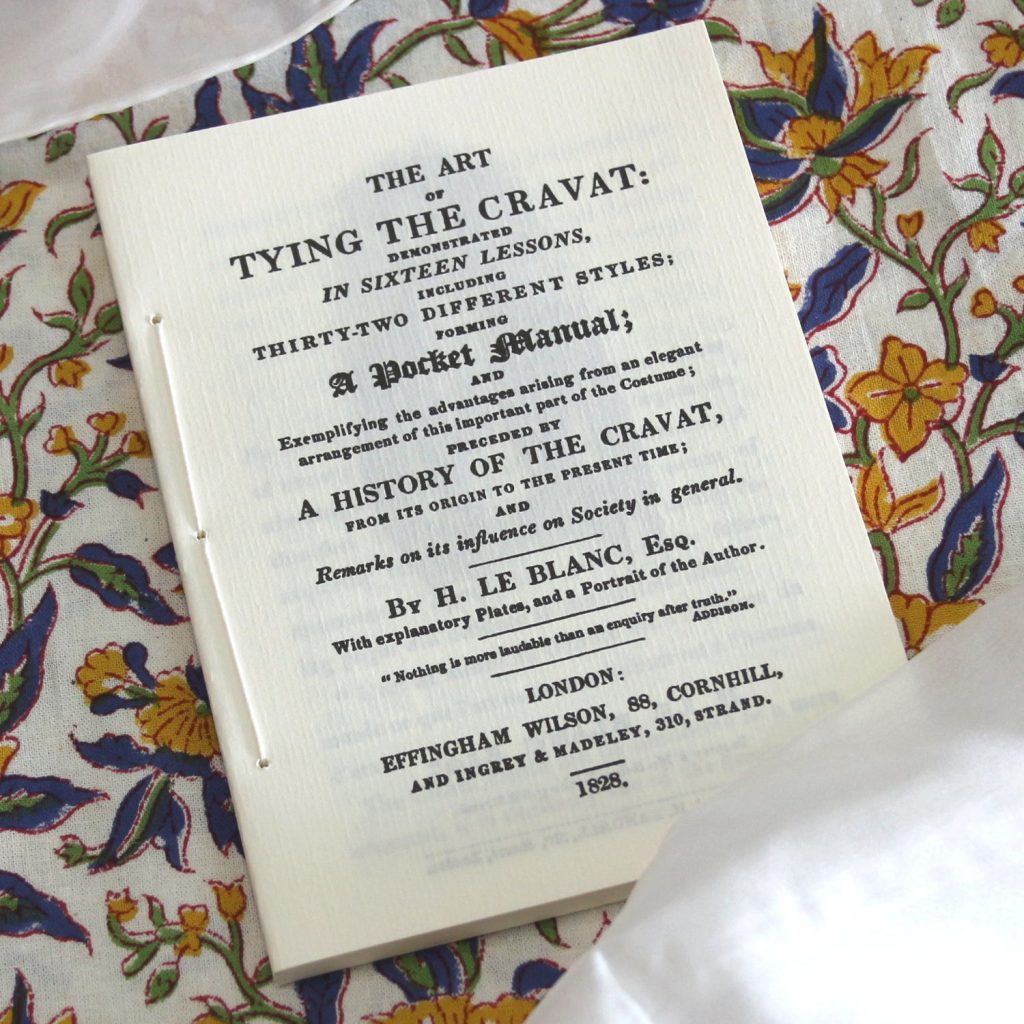 THE ART
OF
TYING THE CRAVAT:
DEMONSTRATED
IN SIXTEEN LESSONS,
INCLUDING
THIRTY-TWO DIFFERENT STYLES;
FORMING
A Pocket Manual;
AND
Exemplifying the advantages arising from an elegant
arrangement of this important part of the Costume;
PRECEDED BY
A HISTORY OF THE CRAVAT,
FROM ITS ORIGIN TO THE PRESENT TIME;
AND
Remarks on its influence on Society in general.
By H. LE BLANC, Esq.
With explanatory Plates, and a Portrait of the Author.
"Nothing is more laudable than an enquiry after truth."
ADDISON.
LONDON:
EFFINGHAM WILSON, 88, CORNHILL,
AND INGREY & MADELEY, 310, STRAND.
1828.